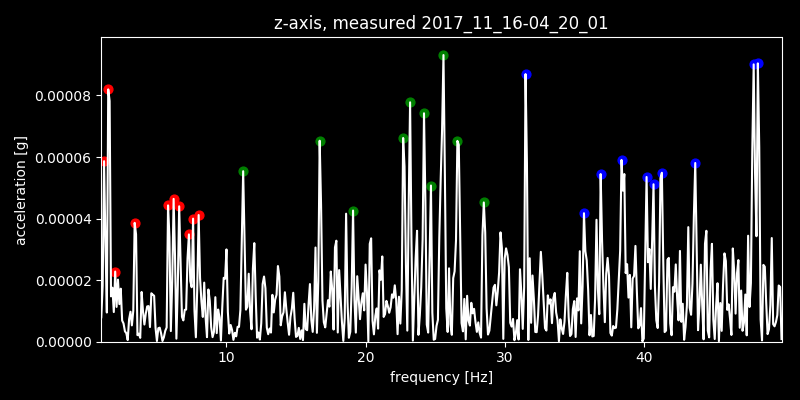 z-axis, measured 2017_11_16-04_20_01
0.00008
0.00006
0.00004
0.00002
0.00000
acceleration [g]
10 20 30 40
frequency [Hz]